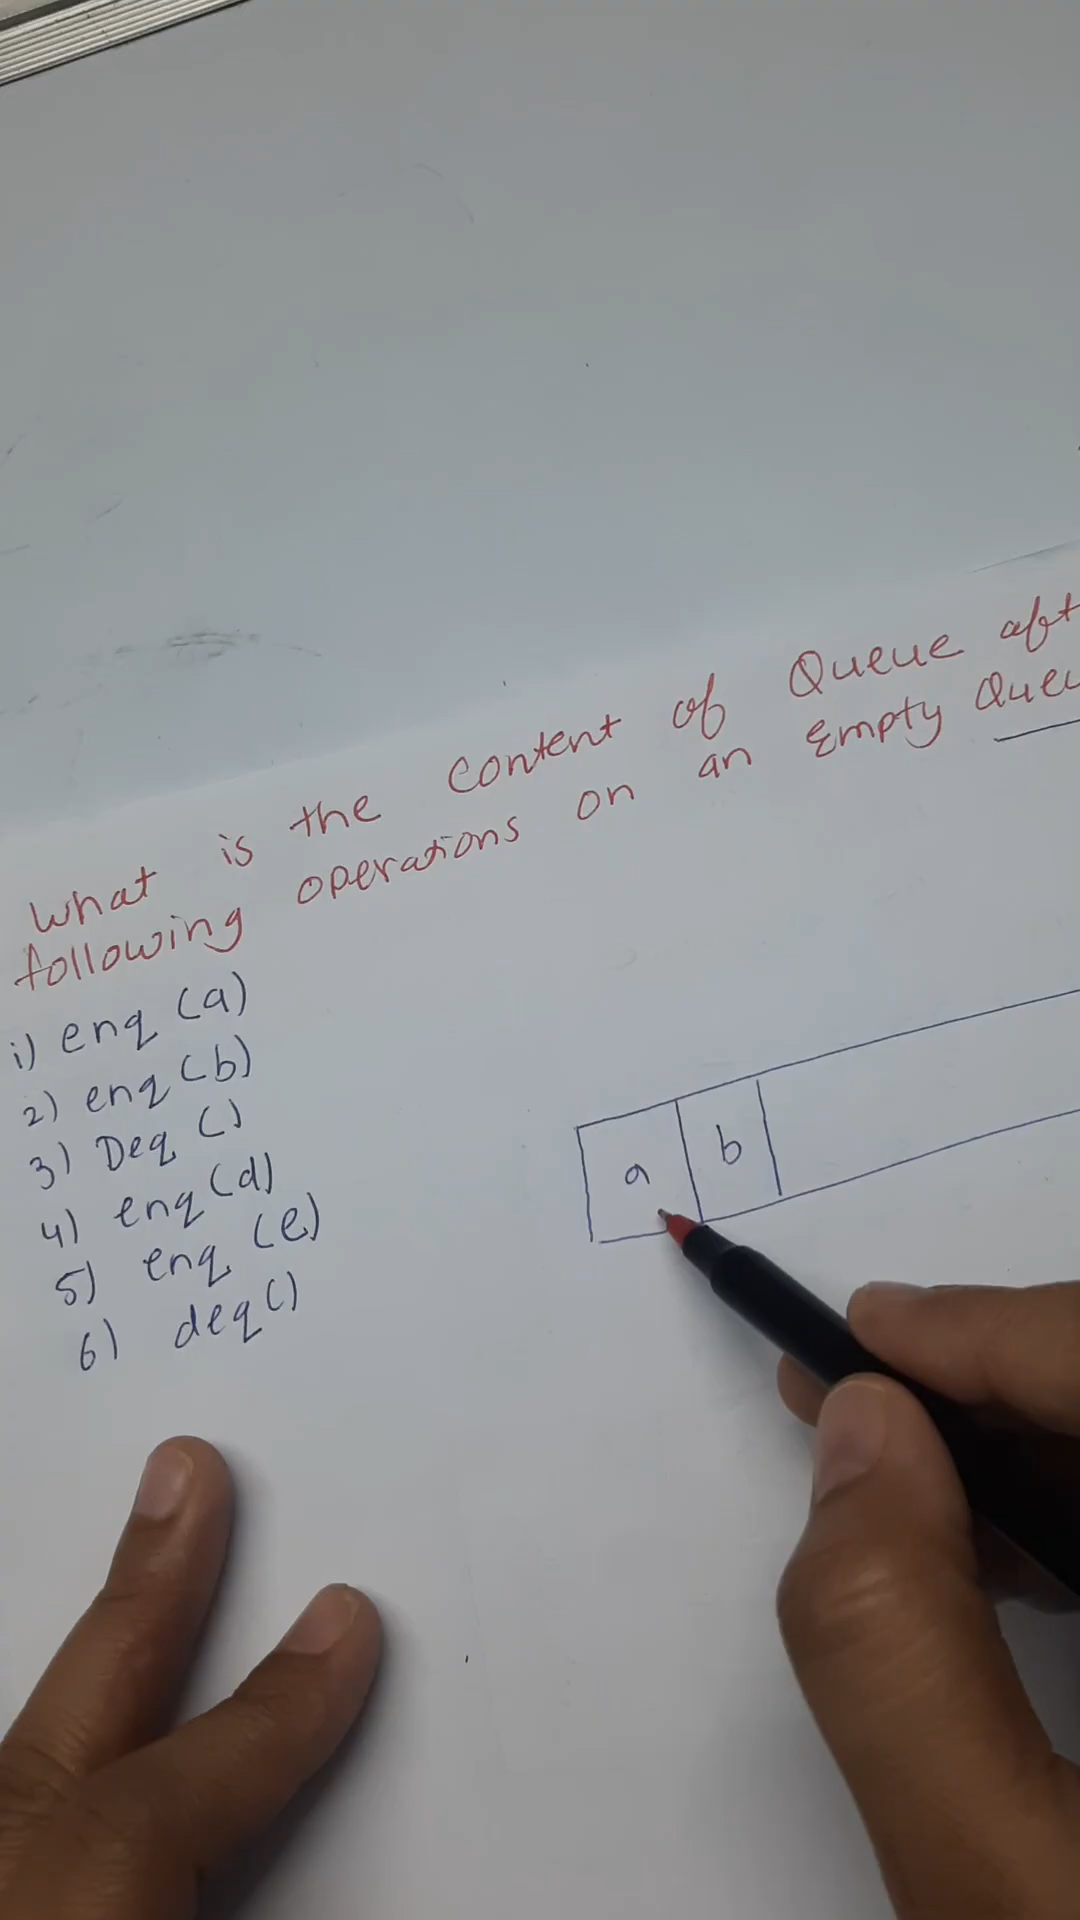 What is the Content of Queue aft
following operations on an Empty Queu
1) enq (a)
2) enq (b)
3) Deq ()
4) enq (d)
5) enq (e)
6) deq ()
a b